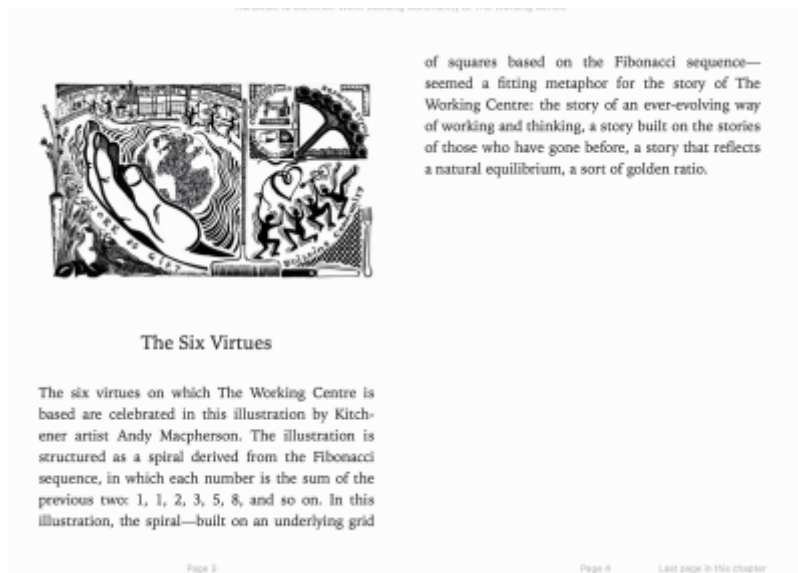 WORK AS GIFT
Building Community
The Six Virtues
The six virtues on which The Working Centre is
based are celebrated in this illustration by Kitch-
ener artist Andy Macpherson. The illustration is
structured as a spiral derived from the Fibonacci
sequence, in which each number is the sum of the
previous two: 1, 1, 2, 3, 5, 8, and so on. In this
illustration, the spiral—built on an underlying grid
Page 3
of squares based on the Fibonacci sequence—
seemed a fitting metaphor for the story of The
Working Centre: the story of an ever-evolving way
of working and thinking, a story built on the stories
of those who have gone before, a story that reflects
a natural equilibrium, a sort of golden ratio.
Page 4
Last page in this chapter